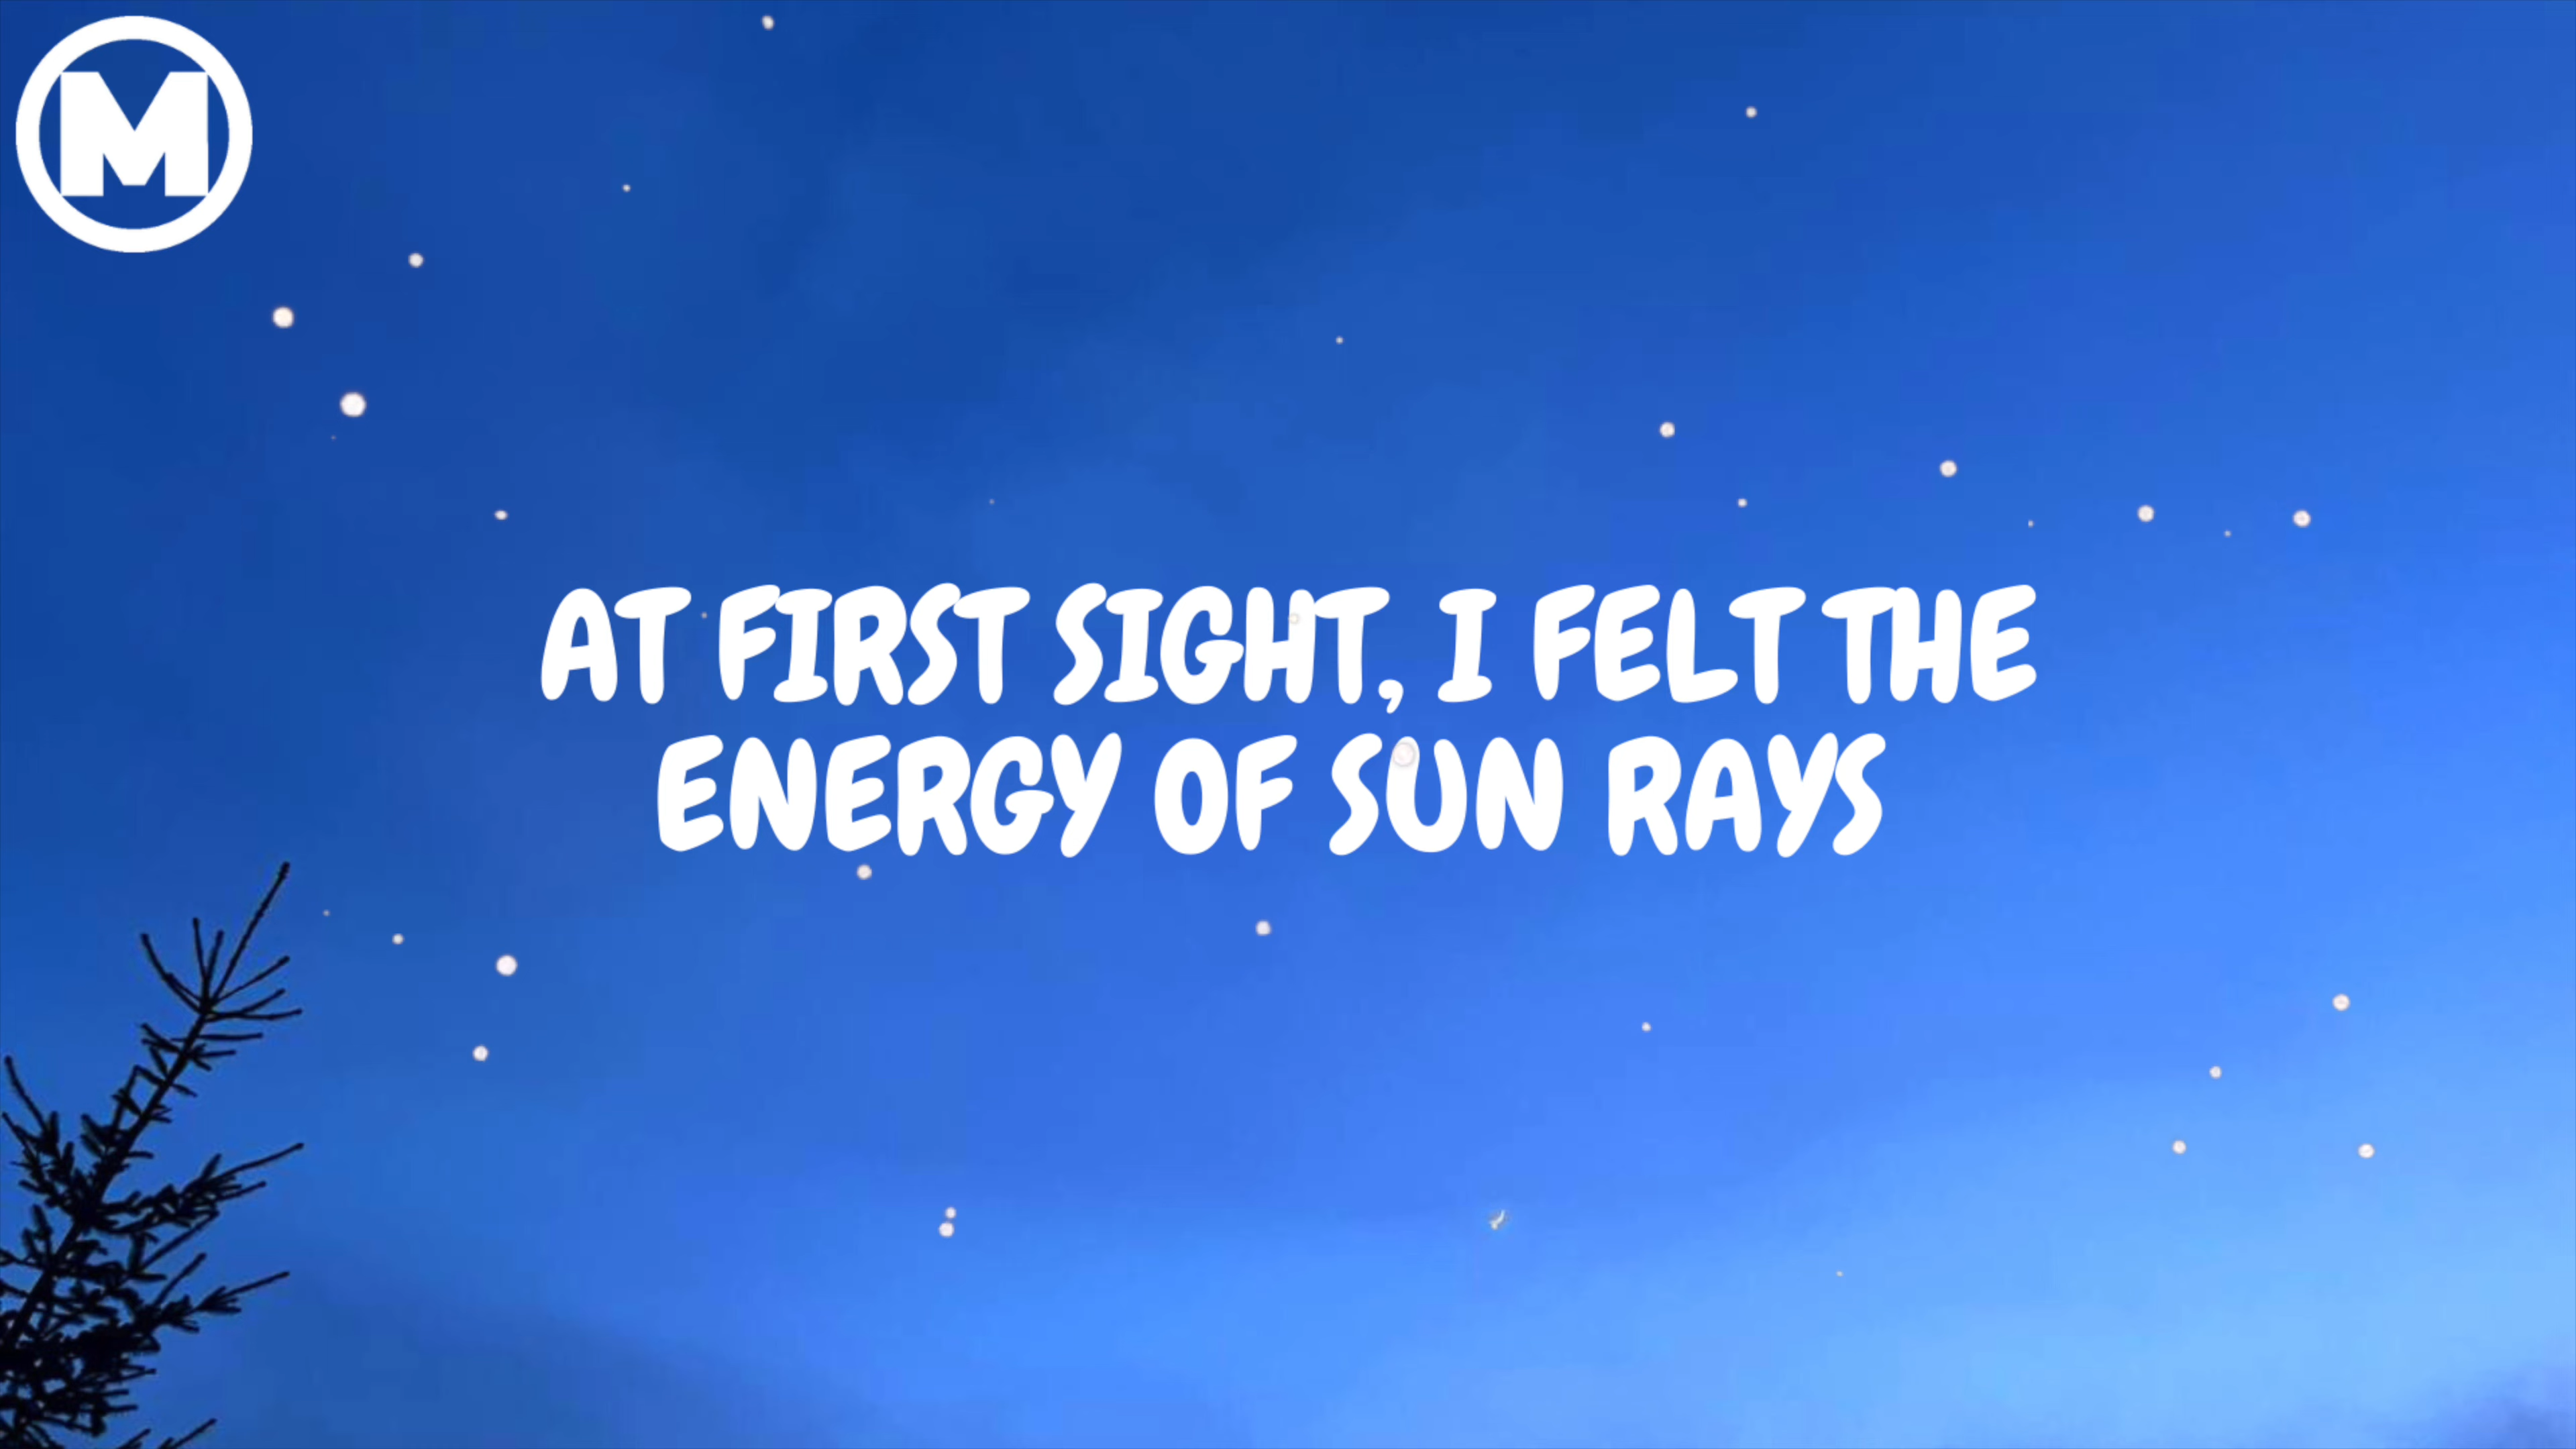 M
AT FIRST SIGHT, I FELT THE
ENERGY OF SUN RAYS